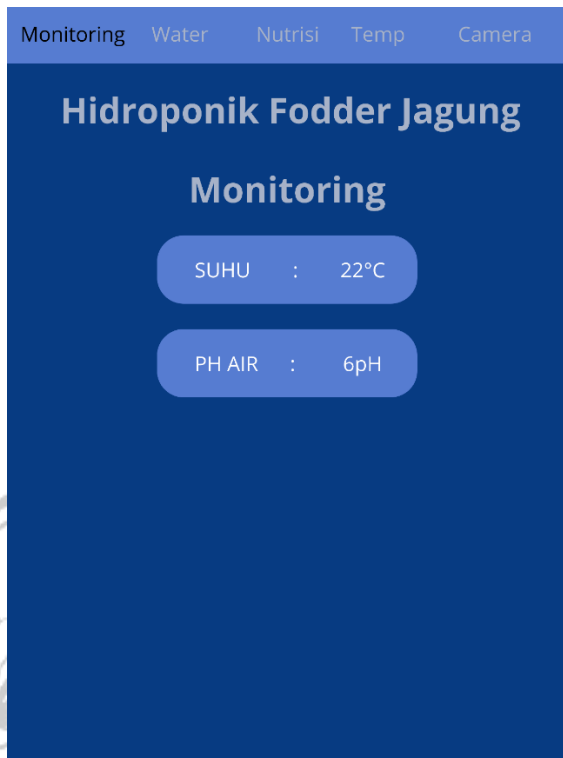 Monitoring Water Nutrisi Temp Camera
Hidroponik Fodder Jagung
Monitoring
SUHU : 22°C
PH AIR : 6pH